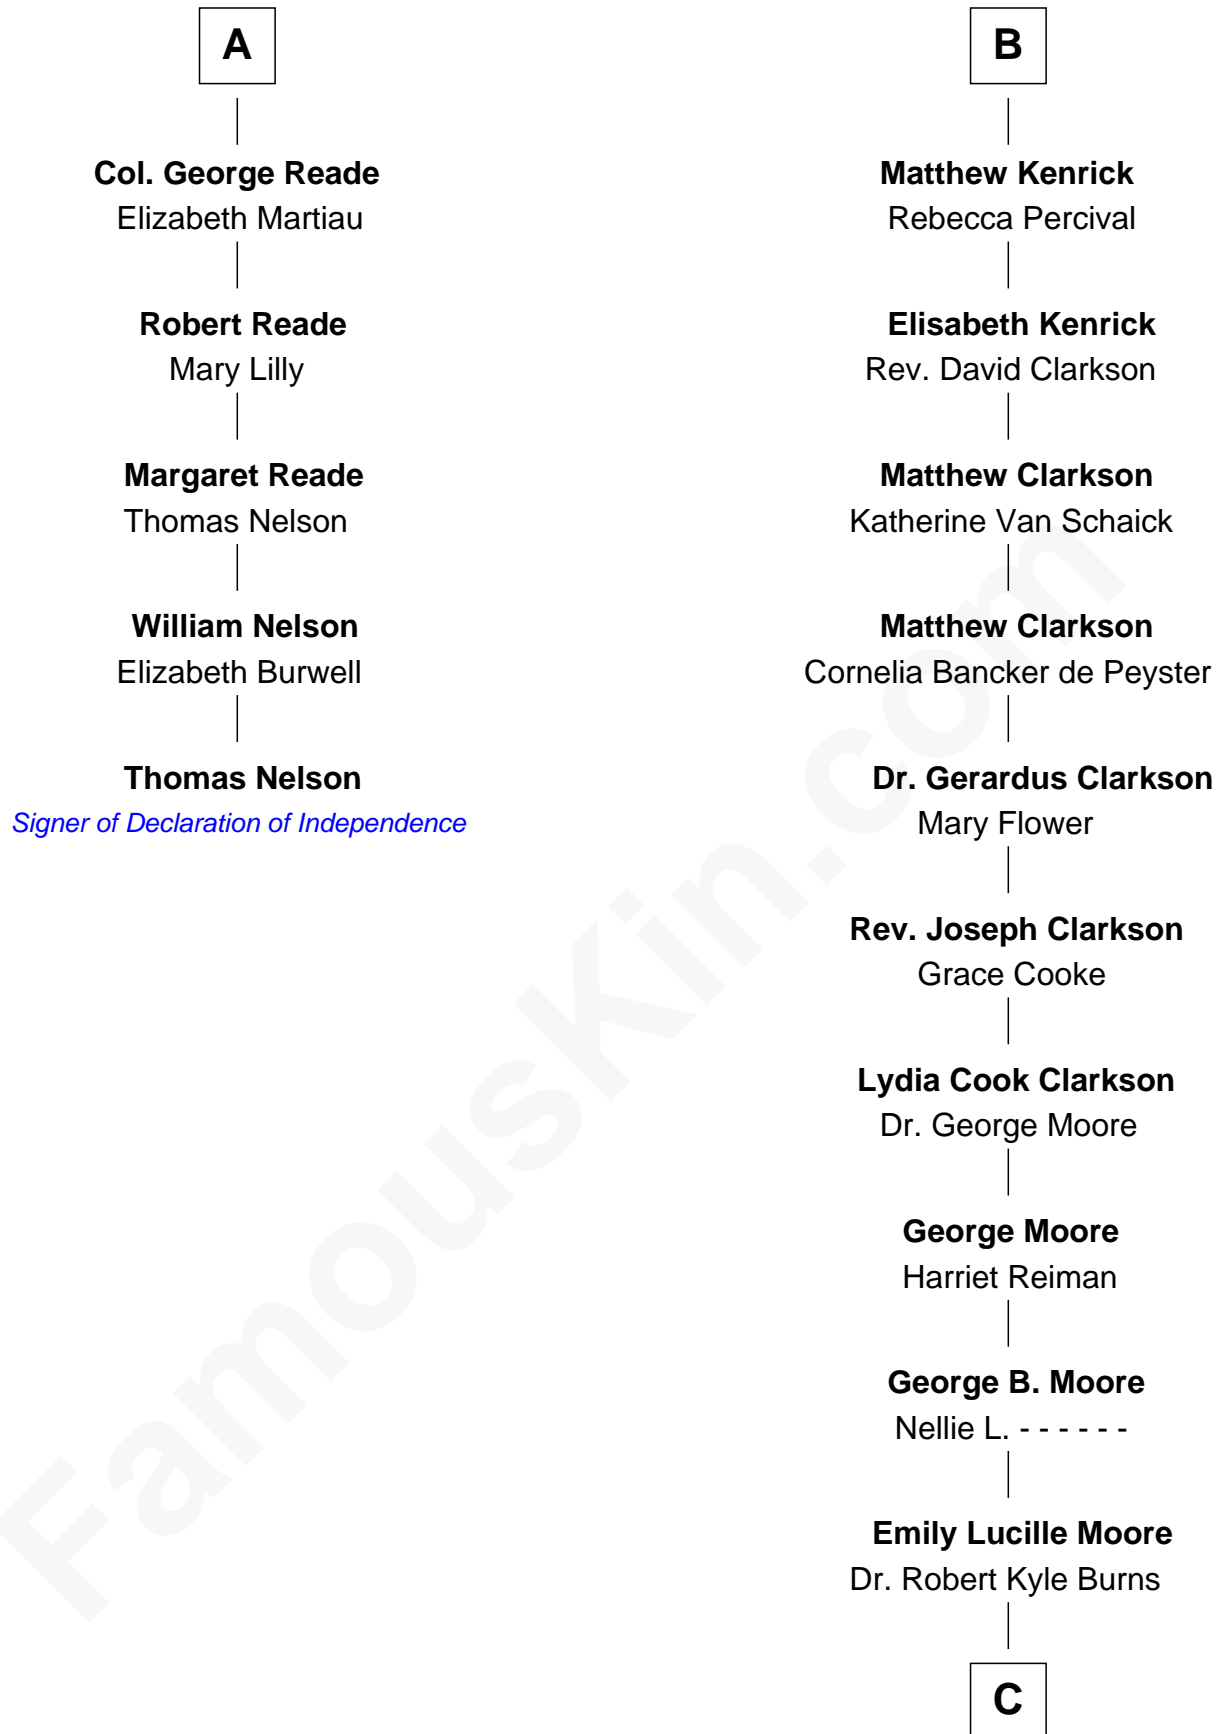 A
Col. George Reade
Elizabeth Martiau
Robert Reade
Mary Lilly
Margaret Reade
Thomas Nelson
William Nelson
Elizabeth Burwell
Thomas Nelson
Signer of Declaration of Independence
B
Matthew Kenrick
Rebecca Percival
Elisabeth Kenrick
Rev. David Clarkson
Matthew Clarkson
Katherine Van Schaick
Matthew Clarkson
Cornelia Bancker de Peyster
Dr. Gerardus Clarkson
Mary Flower
Rev. Joseph Clarkson
Grace Cooke
Lydia Cook Clarkson
Dr. George Moore
George Moore
Harriet Reiman
George B. Moore
Nellie L. - - - - - -
Emily Lucille Moore
Dr. Robert Kyle Burns
C
FamousKin.com